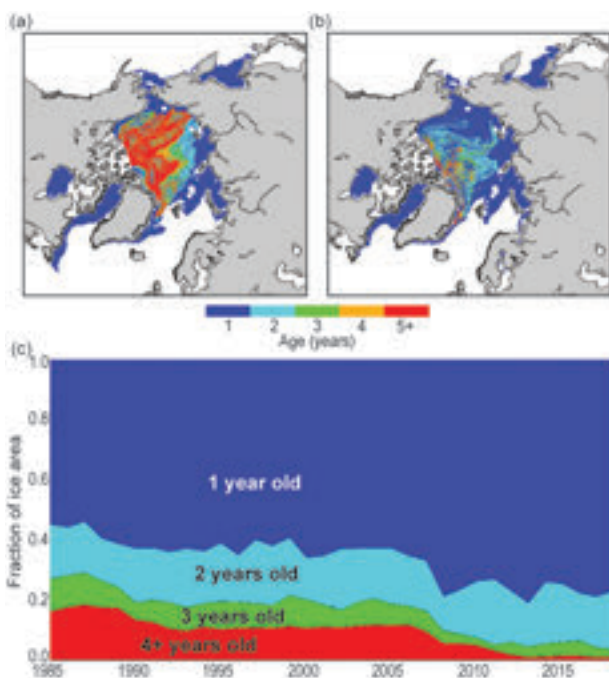 (a)
(b)
1 2 3 4 5+
Age (years)
(c)
Fraction of ice area
1.0
0.8
0.6
0.4
0.2
0.0
1 year old
2 years old
3 years old
4+ years old
1985 1990 1995 2000 2005 2010 2015